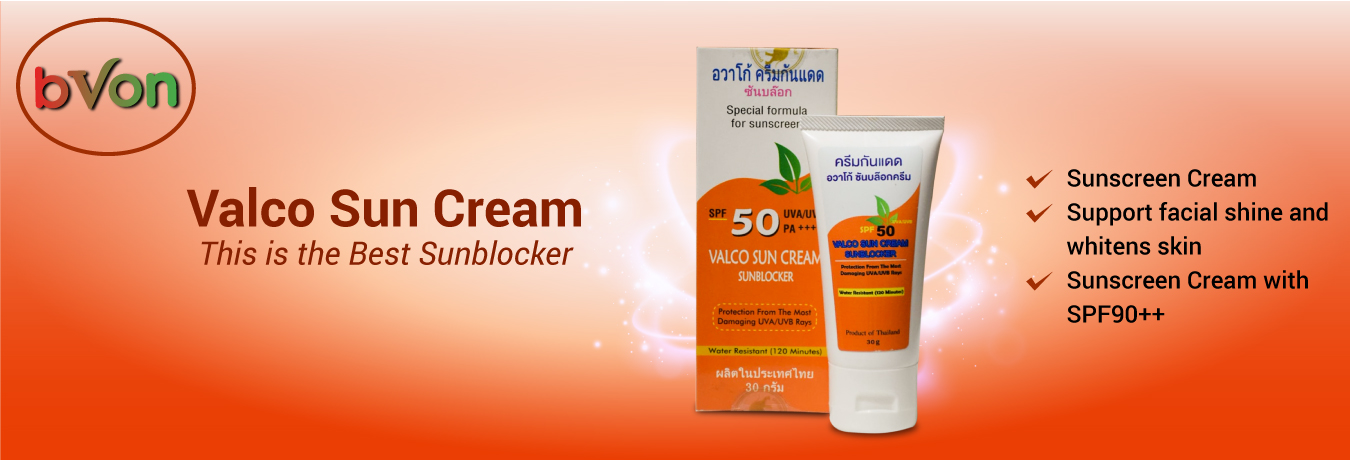 bvon
Valco Sun Cream
This is the Best Sunblocker
อวาโก้ ครีมกันแดด
ซันบล๊อก
Special formula
for sunscreen
SPF 50 UVA/UV
PA +++
VALCO SUN CREAM
SUNBLOCKER
Protection From The Most
Damaging UVA/UVB Rays
Water Resistant (120 Minutes)
ผลิตในประเทศไทย
30 กรัม
ครีมกันแดด
อวาโก้ ซันบล๊อกครีม
SPF 50
UVA/UVB
VALCO SUN CREAM
SUNBLOCKER
Protection From The Most
Damaging UVA/UVB Rays
Water Resistant (120 Minutes)
Product of Thailand
30 g
Sunscreen Cream
Support facial shine and
whitens skin
Sunscreen Cream with
SPF90++